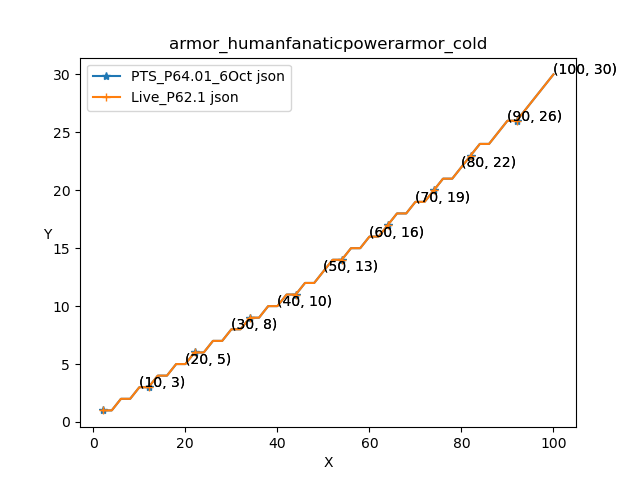 armor_humanfanaticpowerarmor_cold
PTS_P64.01_6Oct json
Live_P62.1 json
30
25
20
15
10
5
0
Y
(100, 30)
(90, 26)
(80, 22)
(70, 19)
(60, 16)
(50, 13)
(40, 10)
(30, 8)
(20, 5)
(10, 3)
0 20 40 60 80 100
X